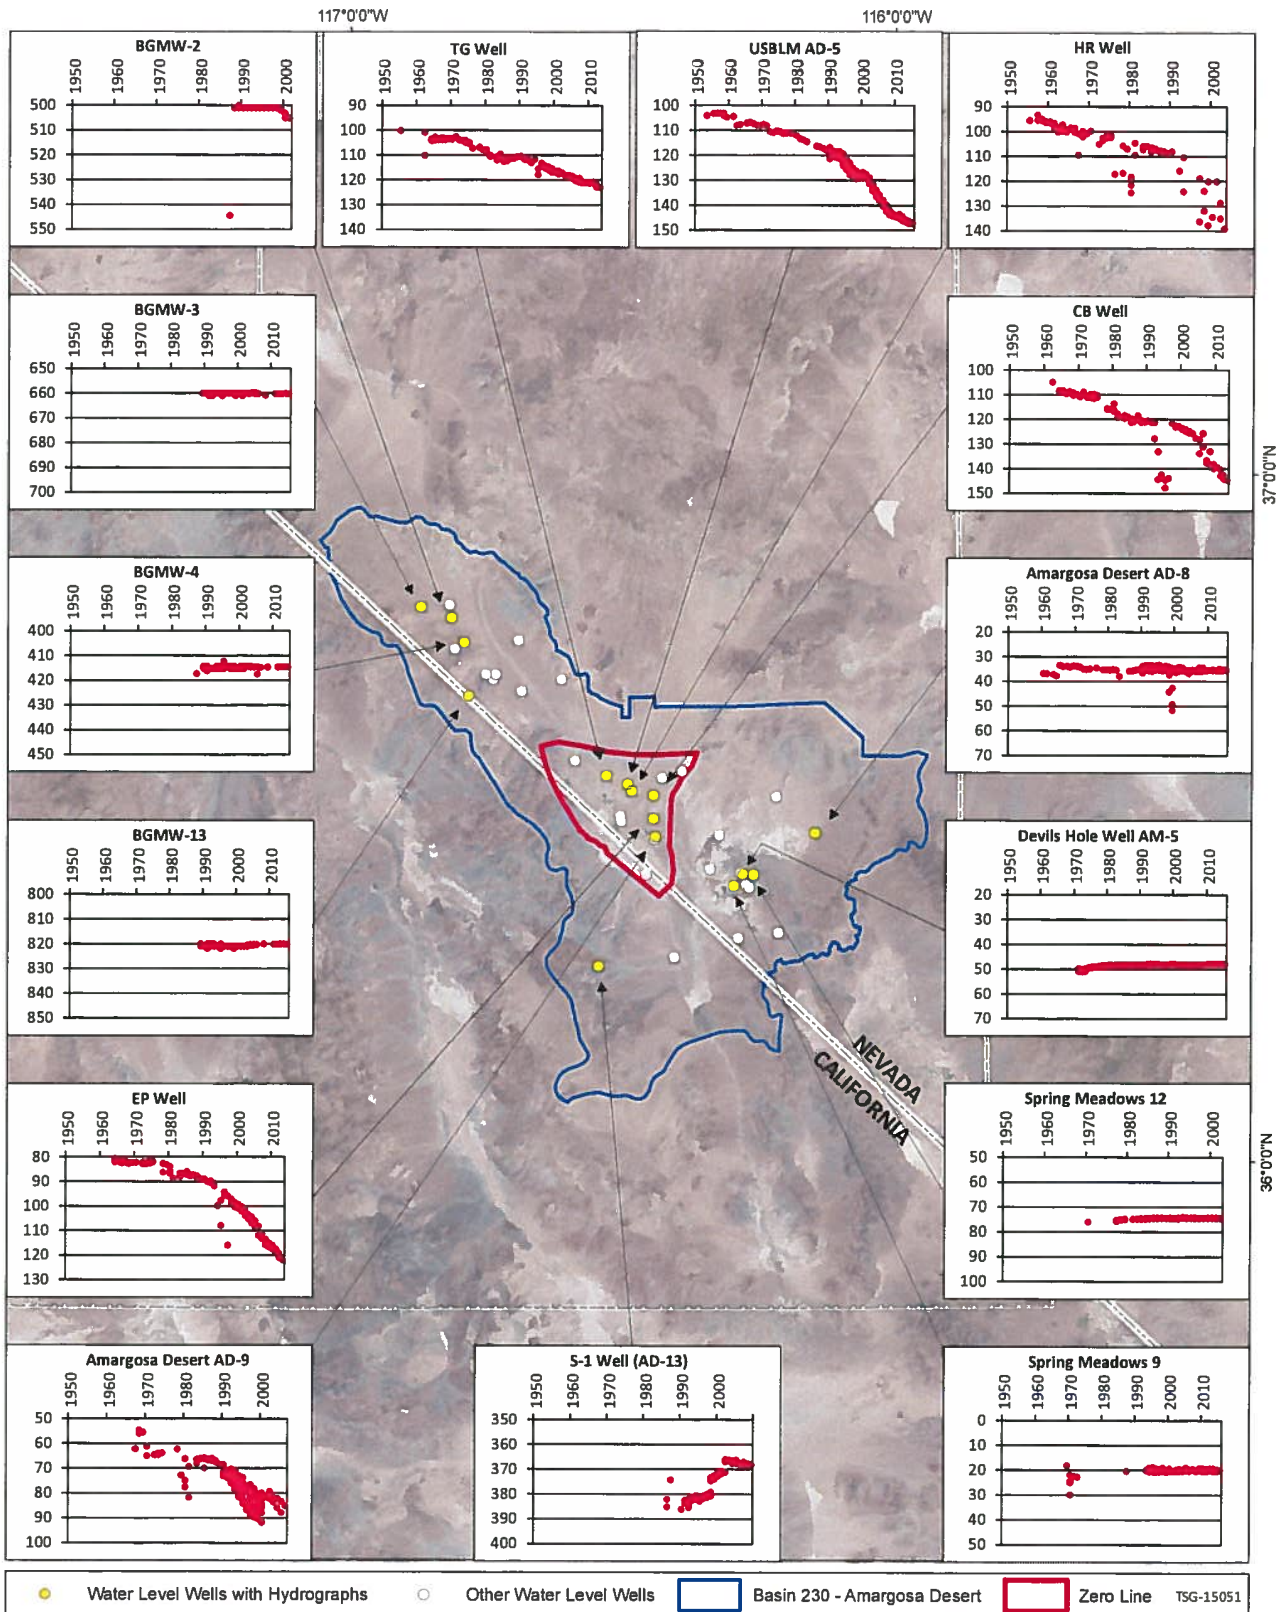 117°0'0"W
116°0'0"W
BGMW-2
1950 1960 1970 1980 1990 2000
500
510
520
530
540
550
TG Well
1950 1960 1970 1980 1990 2000 2010
90
100
110
120
130
140
USBLM AD-5
1950 1960 1970 1980 1990 2000 2010
100
110
120
130
140
150
HR Well
1950 1960 1970 1980 1990 2000
90
100
110
120
130
140
BGMW-3
1950 1960 1970 1980 1990 2000 2010
650
660
670
680
690
700
CB Well
1950 1960 1970 1980 1990 2000 2010
100
110
120
130
140
150
37°0'0"N
BGMW-4
1950 1960 1970 1980 1990 2000 2010
400
410
420
430
440
450
Amargosa Desert AD-8
1950 1960 1970 1980 1990 2000 2010
20
30
40
50
60
70
BGMW-13
1950 1960 1970 1980 1990 2000 2010
800
810
820
830
840
850
Devils Hole Well AM-5
1950 1960 1970 1980 1990 2000 2010
20
30
40
50
60
70
NEVADA
CALIFORNIA
EP Well
1950 1960 1970 1980 1990 2000 2010
80
90
100
110
120
130
Spring Meadows 12
1950 1960 1970 1980 1990 2000
50
60
70
80
90
100
36°0'0"N
Amargosa Desert AD-9
1950 1960 1970 1980 1990 2000
50
60
70
80
90
100
S-1 Well (AD-13)
1950 1960 1970 1980 1990 2000
350
360
370
380
390
400
Spring Meadows 9
1950 1960 1970 1980 1990 2000 2010
0
10
20
30
40
50
Water Level Wells with Hydrographs
Other Water Level Wells
Basin 230 - Amargosa Desert
Zero Line
TSG-15051